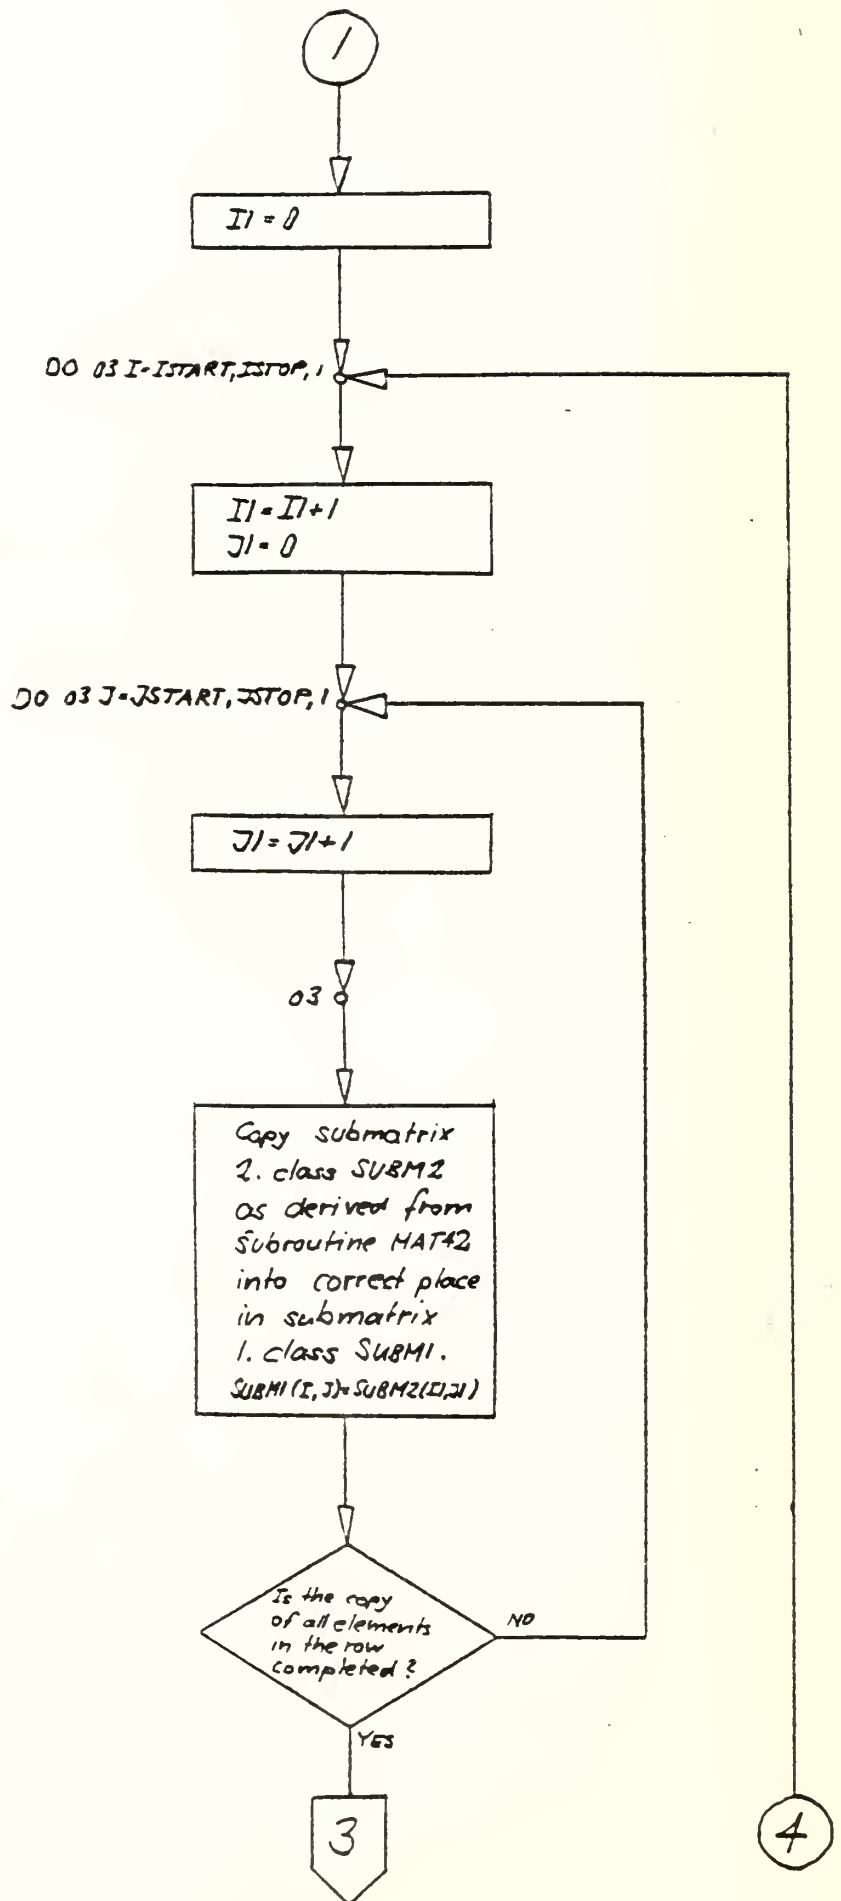 1
I1 = 0
DO 03 I=ISTART, ISTOP, 1
I1 = I1+1
J1 = 0
DO 03 J=JSTART, JSTOP, 1
J1 = J1+1
03
Copy submatrix
2. class SUBM2
as derived from
subroutine MAT42
into correct place
in submatrix
1. class SUBM1.
SUBM1(I,J)=SUBM2(I1,J1)
Is the copy
of all elements
in the row
completed?
NO
YES
3
4